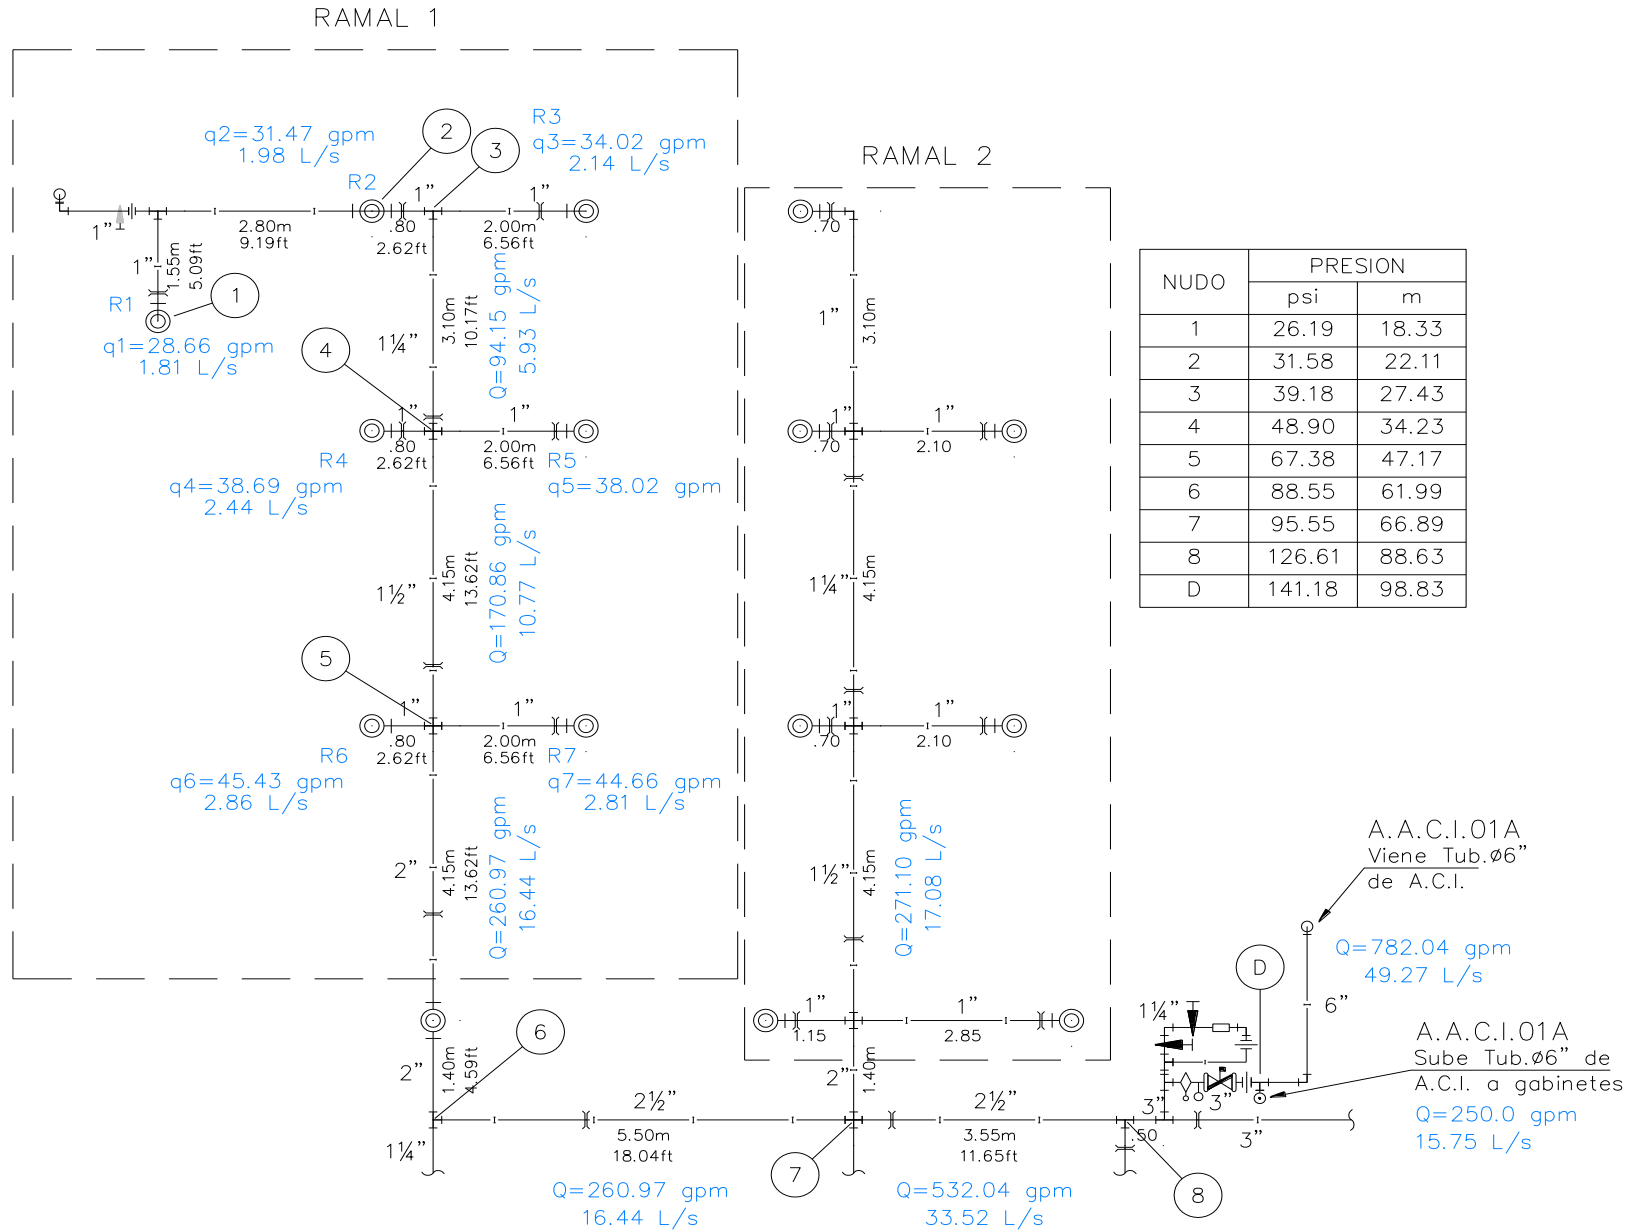 RAMAL 1
q2=31.47 gpm
1.98 L/s
R2
2
3
R3
q3=34.02 gpm
2.14 L/s
1"
1"
1"
2.80m
9.19ft
.80
2.62ft
2.00m
6.56ft
1"
1.55m
5.09ft
R1
1
q1=28.66 gpm
1.81 L/s
4
1¼"
3.10m
10.17ft
Q=94.15 gpm
5.93 L/s
1"
1"
.80
2.62ft
2.00m
6.56ft
R4
q4=38.69 gpm
2.44 L/s
R5
q5=38.02 gpm
1½"
4.15m
13.62ft
Q=170.86 gpm
10.77 L/s
5
1"
1"
.80
2.62ft
2.00m
6.56ft
R6
q6=45.43 gpm
2.86 L/s
R7
q7=44.66 gpm
2.81 L/s
2"
4.15m
13.62ft
Q=260.97 gpm
16.44 L/s
6
2"
1.40m
4.59ft
1¼"
2½"
5.50m
18.04ft
Q=260.97 gpm
16.44 L/s
RAMAL 2
.70
1"
3.10m
1"
1"
.70
2.10
1¼"
4.15m
1"
1"
.70
2.10
1½"
4.15m
Q=271.10 gpm
17.08 L/s
1"
1"
1.15
2.85
2"
1.40m
7
2½"
3.55m
11.65ft
Q=532.04 gpm
33.52 L/s
8
3"
.50
3"
3"
1¼"
D
6"
A.A.C.I.01A
Viene Tub.ø6"
de A.C.I.
Q=782.04 gpm
49.27 L/s
A.A.C.I.01A
Sube Tub.ø6" de
A.C.I. a gabinetes
Q=250.0 gpm
15.75 L/s
NUDO PRESION
psi m
1 26.19 18.33
2 31.58 22.11
3 39.18 27.43
4 48.90 34.23
5 67.38 47.17
6 88.55 61.99
7 95.55 66.89
8 126.61 88.63
D 141.18 98.83